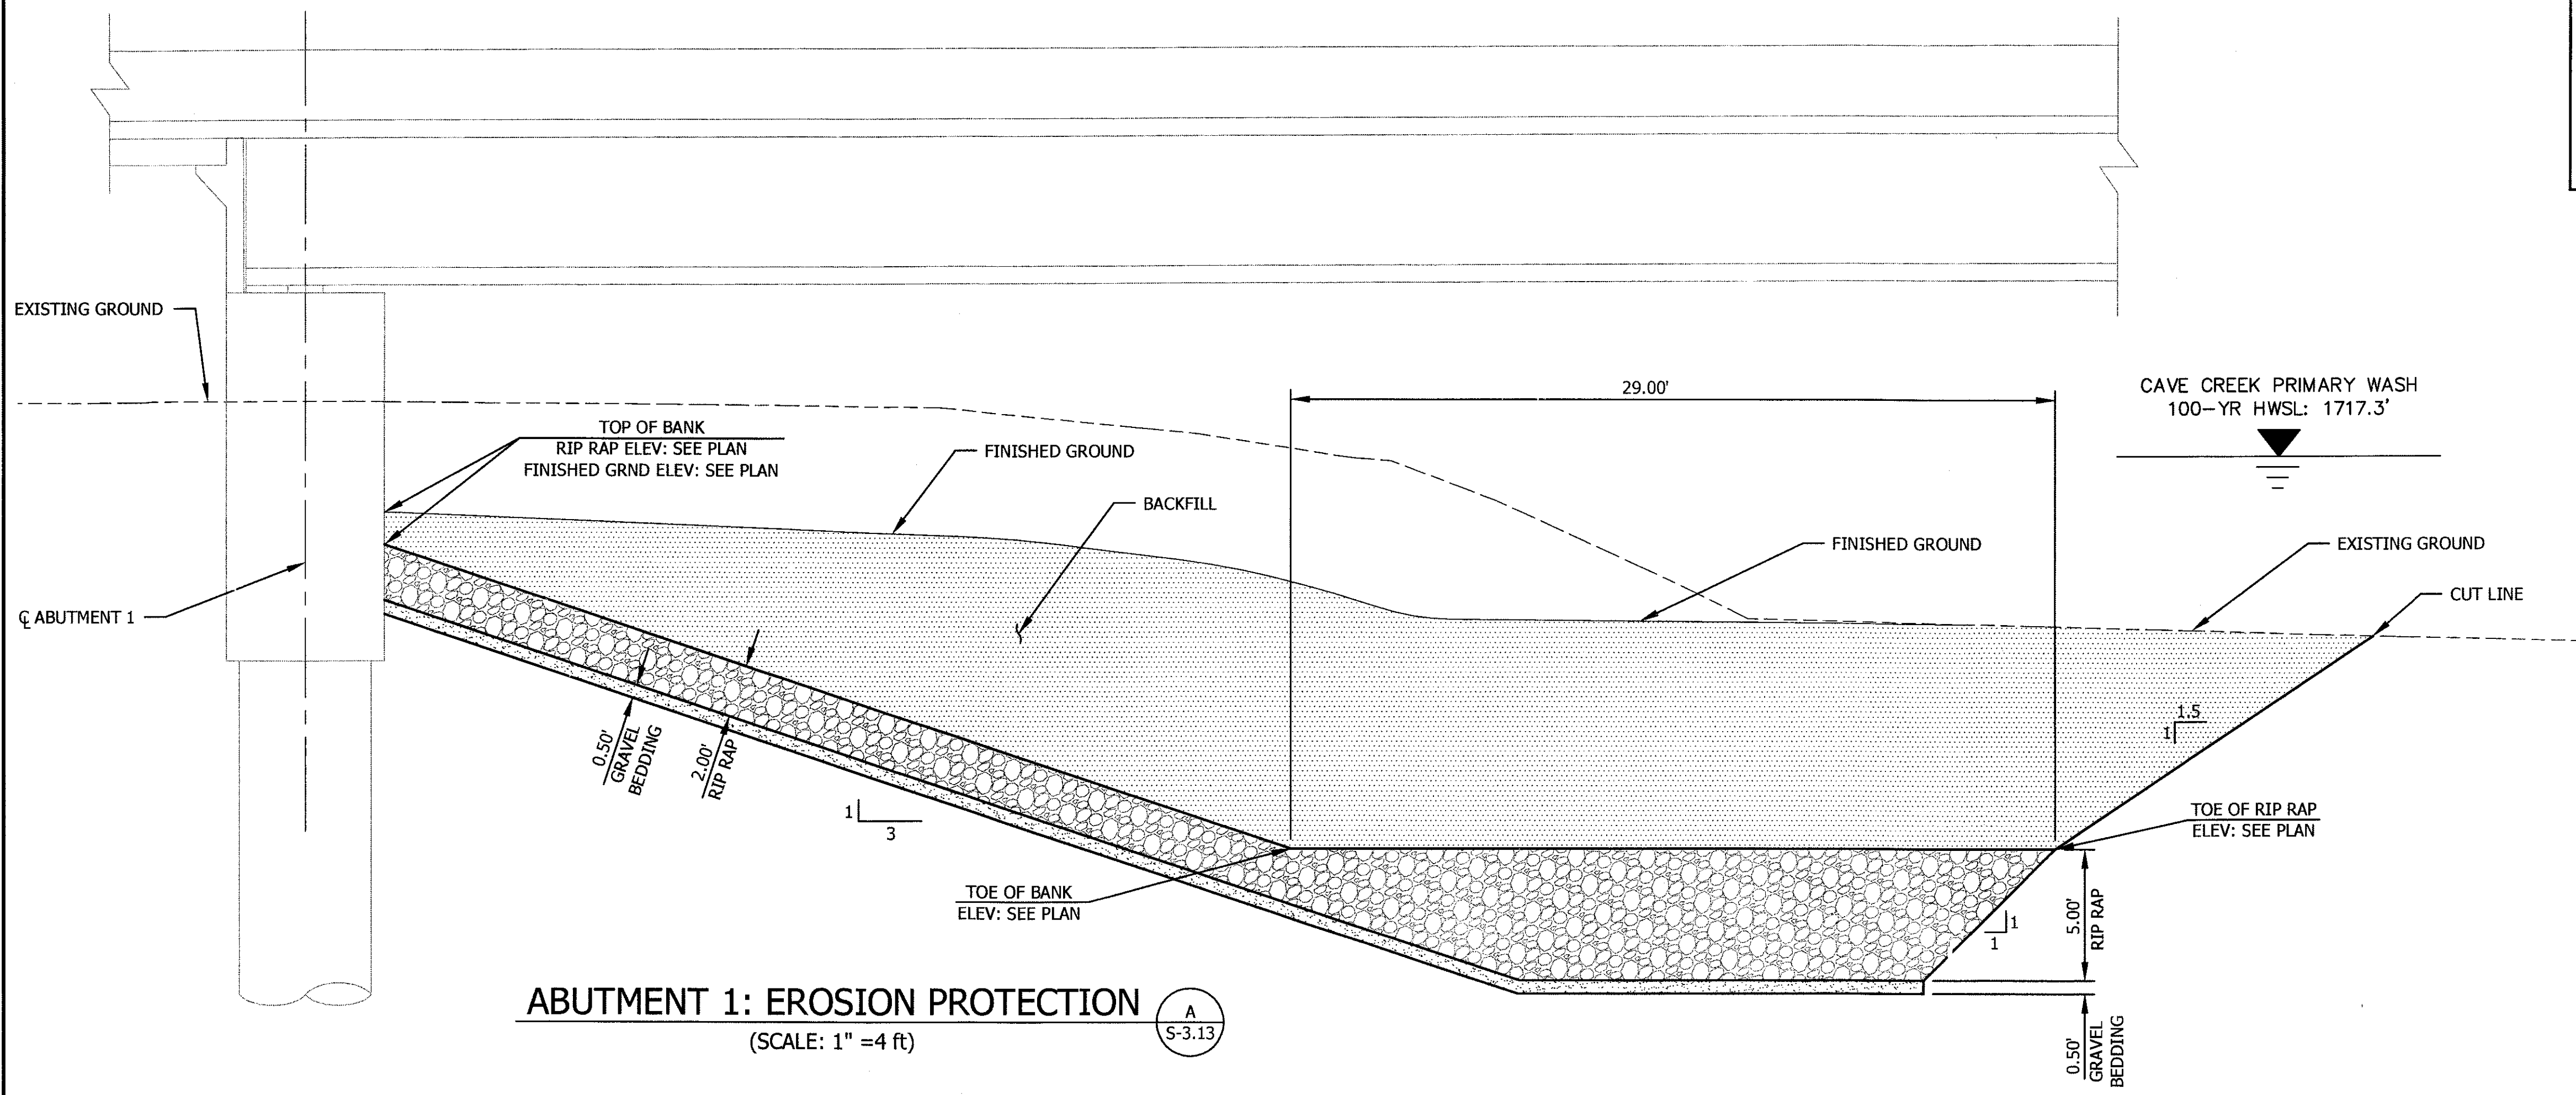 EXISTING GROUND
TOP OF BANK
RIP RAP ELEV: SEE PLAN
FINISHED GRND ELEV: SEE PLAN
FINISHED GROUND
BACKFILL
29.00'
CAVE CREEK PRIMARY WASH
100-YR HWSL: 1717.3'
FINISHED GROUND
EXISTING GROUND
CUT LINE
℄ ABUTMENT 1
0.50'
GRAVEL
BEDDING
2.00'
RIP RAP
1
3
1.5
1
TOE OF RIP RAP
ELEV: SEE PLAN
TOE OF BANK
ELEV: SEE PLAN
1
1
5.00'
RIP RAP
0.50'
GRAVEL
BEDDING
ABUTMENT 1: EROSION PROTECTION
(SCALE: 1" =4 ft)
A
S-3.13